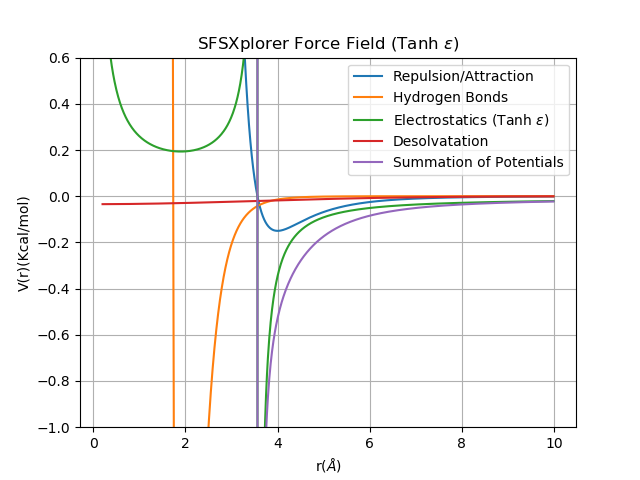 SFSXplorer Force Field (Tanh ε)
Repulsion/Attraction
Hydrogen Bonds
Electrostatics (Tanh ε)
Desolvatation
Summation of Potentials
V(r)(Kcal/mol)
0.6
0.4
0.2
0.0
−0.2
−0.4
−0.6
−0.8
−1.0
0 2 4 6 8 10
r(Å)